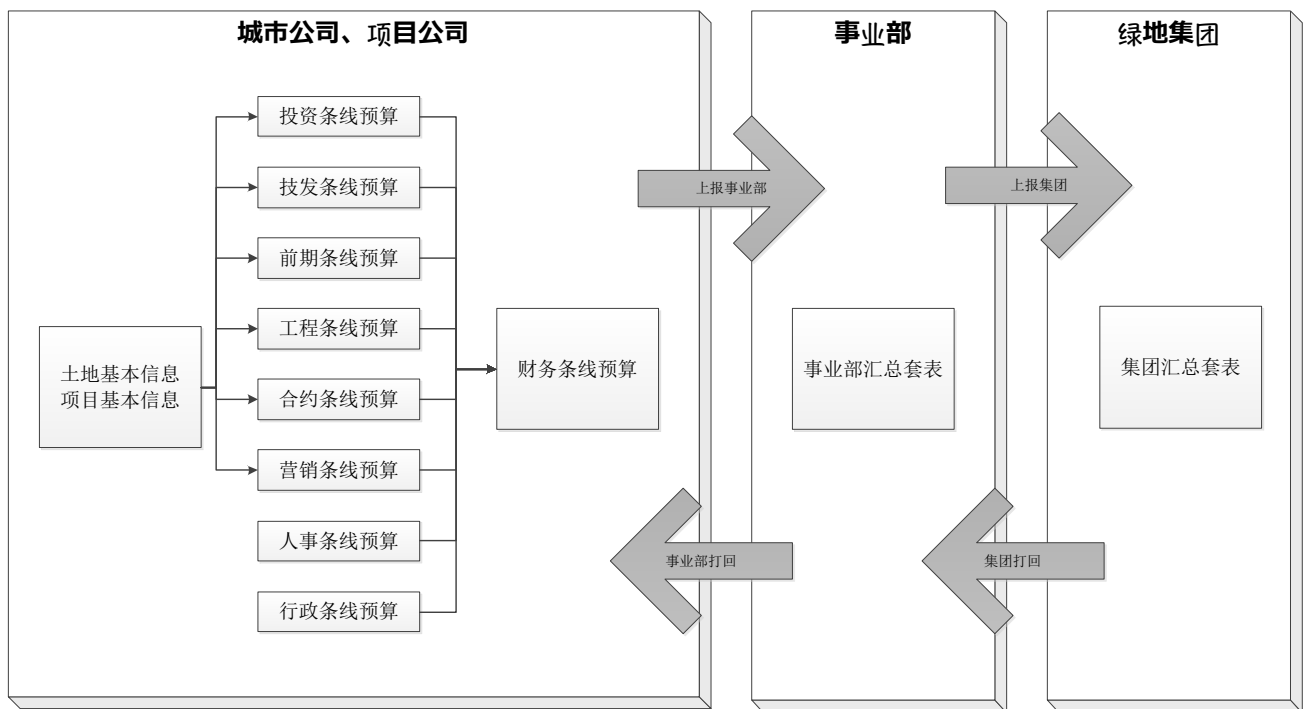 城市公司、项目公司
事业部
绿地集团
投资条线预算
技发条线预算
前期条线预算
工程条线预算
合约条线预算
营销条线预算
人事条线预算
行政条线预算
土地基本信息
项目基本信息
财务条线预算
上报事业部
事业部打回
事业部汇总套表
上报集团
集团打回
集团汇总套表